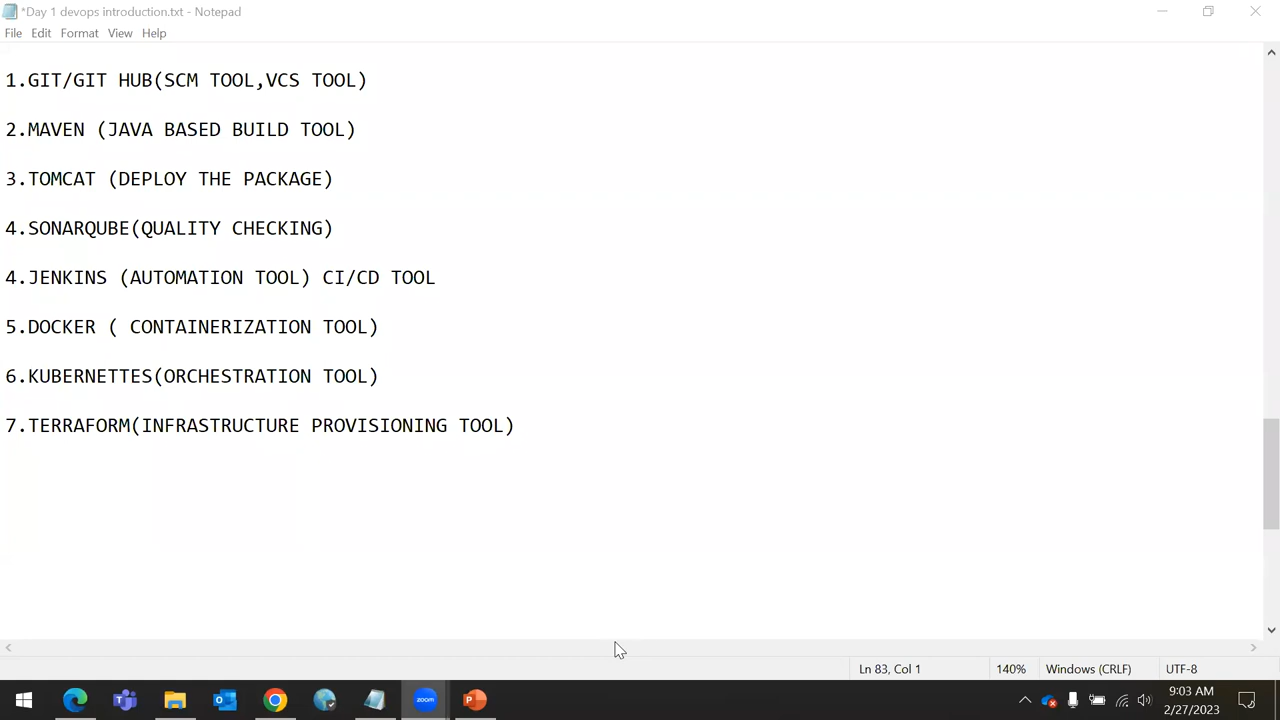 *Day 1 devops introduction.txt - Notepad
File Edit Format View Help
1.GIT/GIT HUB(SCM TOOL,VCS TOOL)
2.MAVEN (JAVA BASED BUILD TOOL)
3.TOMCAT (DEPLOY THE PACKAGE)
4.SONARQUBE(QUALITY CHECKING)
4.JENKINS (AUTOMATION TOOL) CI/CD TOOL
5.DOCKER ( CONTAINERIZATION TOOL)
6.KUBERNETTES(ORCHESTRATION TOOL)
7.TERRAFORM(INFRASTRUCTURE PROVISIONING TOOL)
Ln 83, Col 1 140% Windows (CRLF) UTF-8
zoom
9:03 AM
2/27/2023